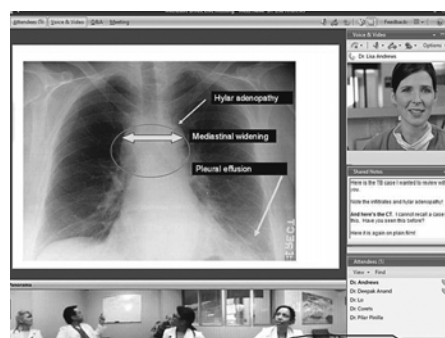 Attendees (5) Voice & Video Q&A Meeting
Feedback:
Voice & Video
Options
Dr. Lisa Andrews
Hylar adenopathy
Mediastinal widening
Pleural effusion
Shared Notes
Here is the TB case I wanted to review with
you.
Note the infiltrates and hylar adenopathy!
And here's the CT. I cannot recall a case
this. Have you seen this before?
Here it is again on plain film!
Attendees (5)
View Find
Dr. Andrews
Dr. Deepak Anand
Dr. Lo
Dr. Pilar Pinilla